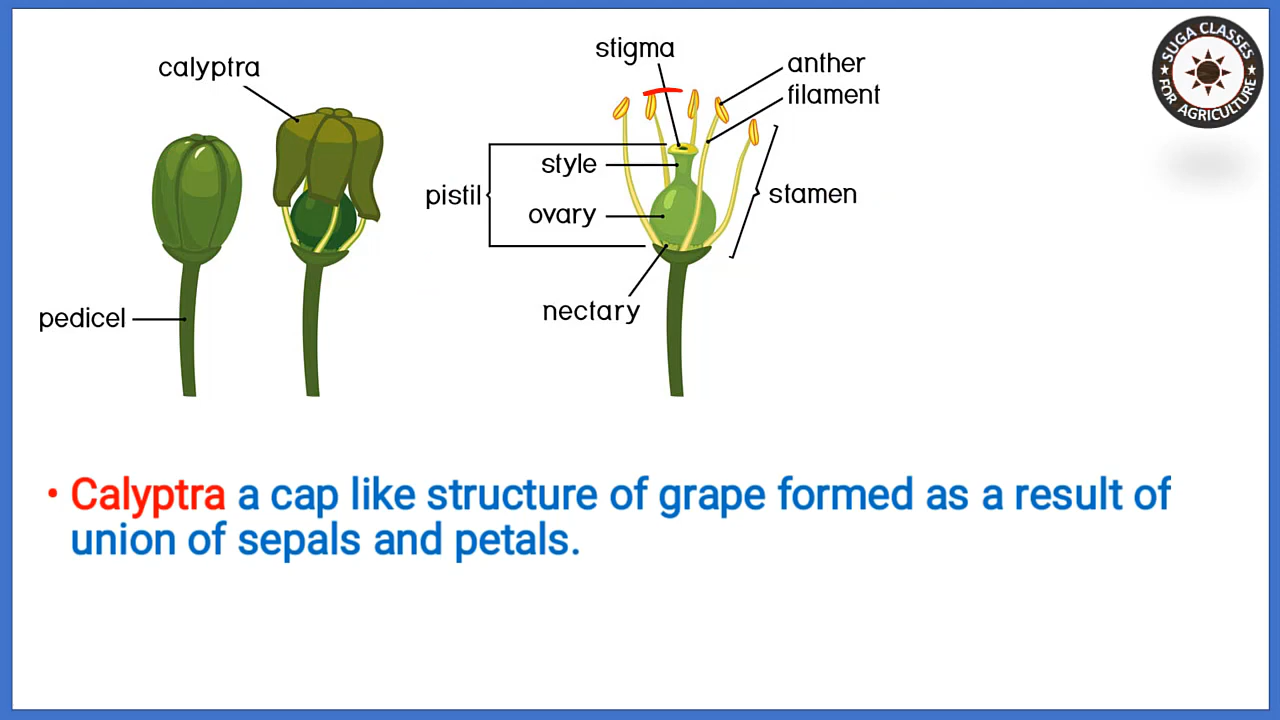 calyptra
pedicel
stigma
anther
filament
style
pistil
ovary
stamen
nectary
SUGA CLASSES
★ FOR AGRICULTURE ★
• Calyptra a cap like structure of grape formed as a result of
union of sepals and petals.